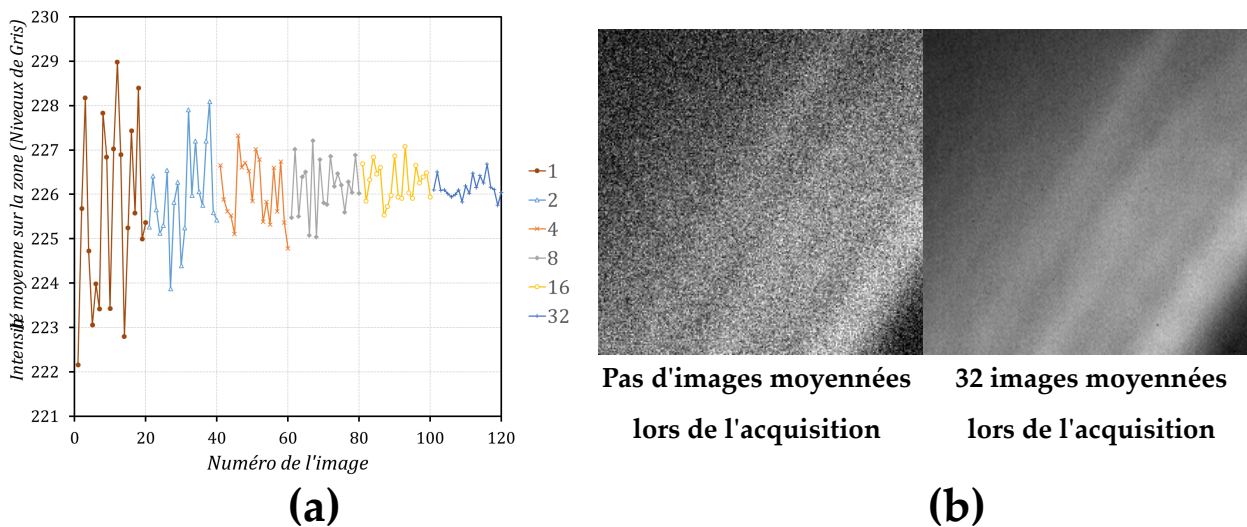 230
229
228
227
226
225
224
223
222
221
0
20
40
60
80
100
120
Intensité moyenne sur la zone (Niveaux de Gris)
Numéro de l'image
1
2
4
8
16
32
(a)
Pas d'images moyennées
lors de l'acquisition
32 images moyennées
lors de l'acquisition
(b)